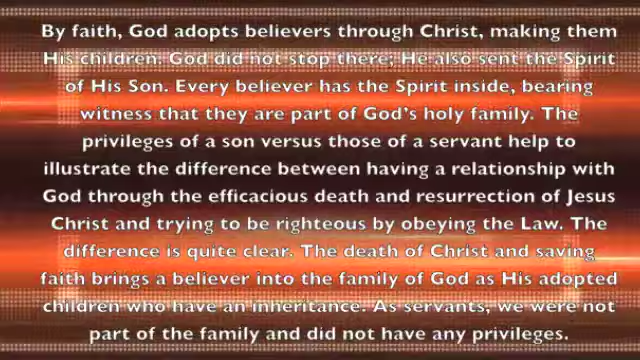 By faith, God adopts believers through Christ, making them
His children. God did not stop there; He also sent the Spirit
of His Son. Every believer has the Spirit inside, bearing
witness that they are part of God's holy family. The
privileges of a son versus those of a servant help to
illustrate the difference between having a relationship with
God through the efficacious death and resurrection of Jesus
Christ and trying to be righteous by obeying the Law. The
difference is quite clear. The death of Christ and saving
faith brings a believer into the family of God as His adopted
children who have an inheritance. As servants, we were not
part of the family and did not have any privileges.